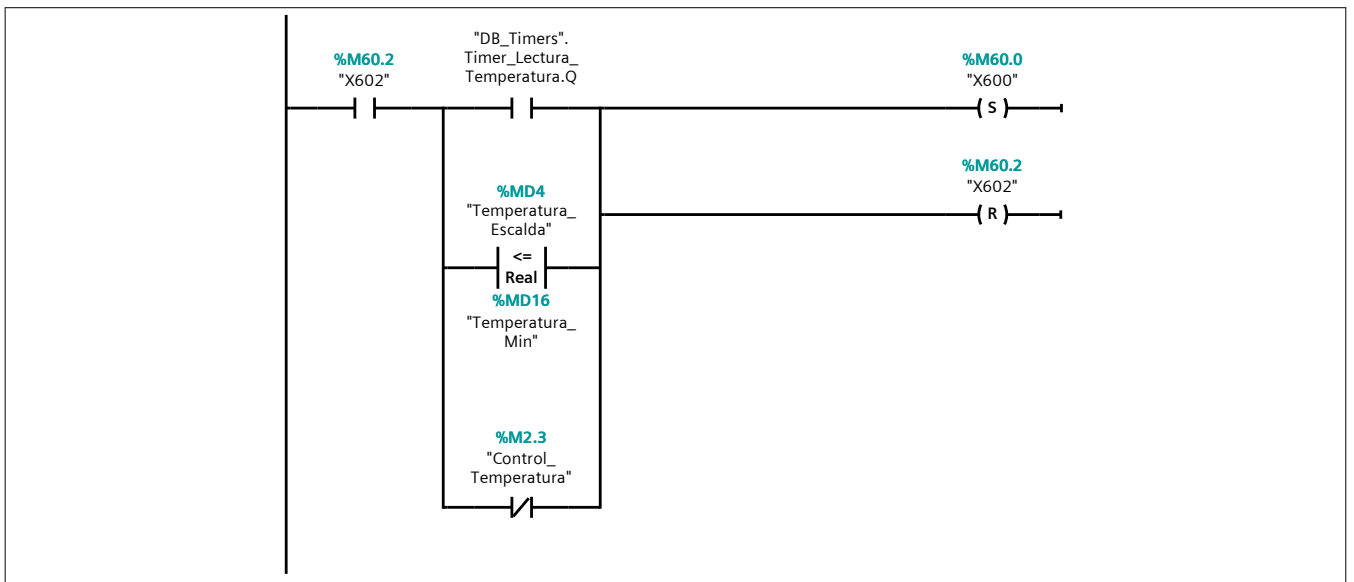 "DB_Timers".
Timer_Lectura_
Temperatura.Q
%M60.2
"X602"
%M60.0
"X600"
( S )
%M60.2
"X602"
( R )
%MD4
"Temperatura_
Escalda"
<=
Real
%MD16
"Temperatura_
Min"
%M2.3
"Control_
Temperatura"